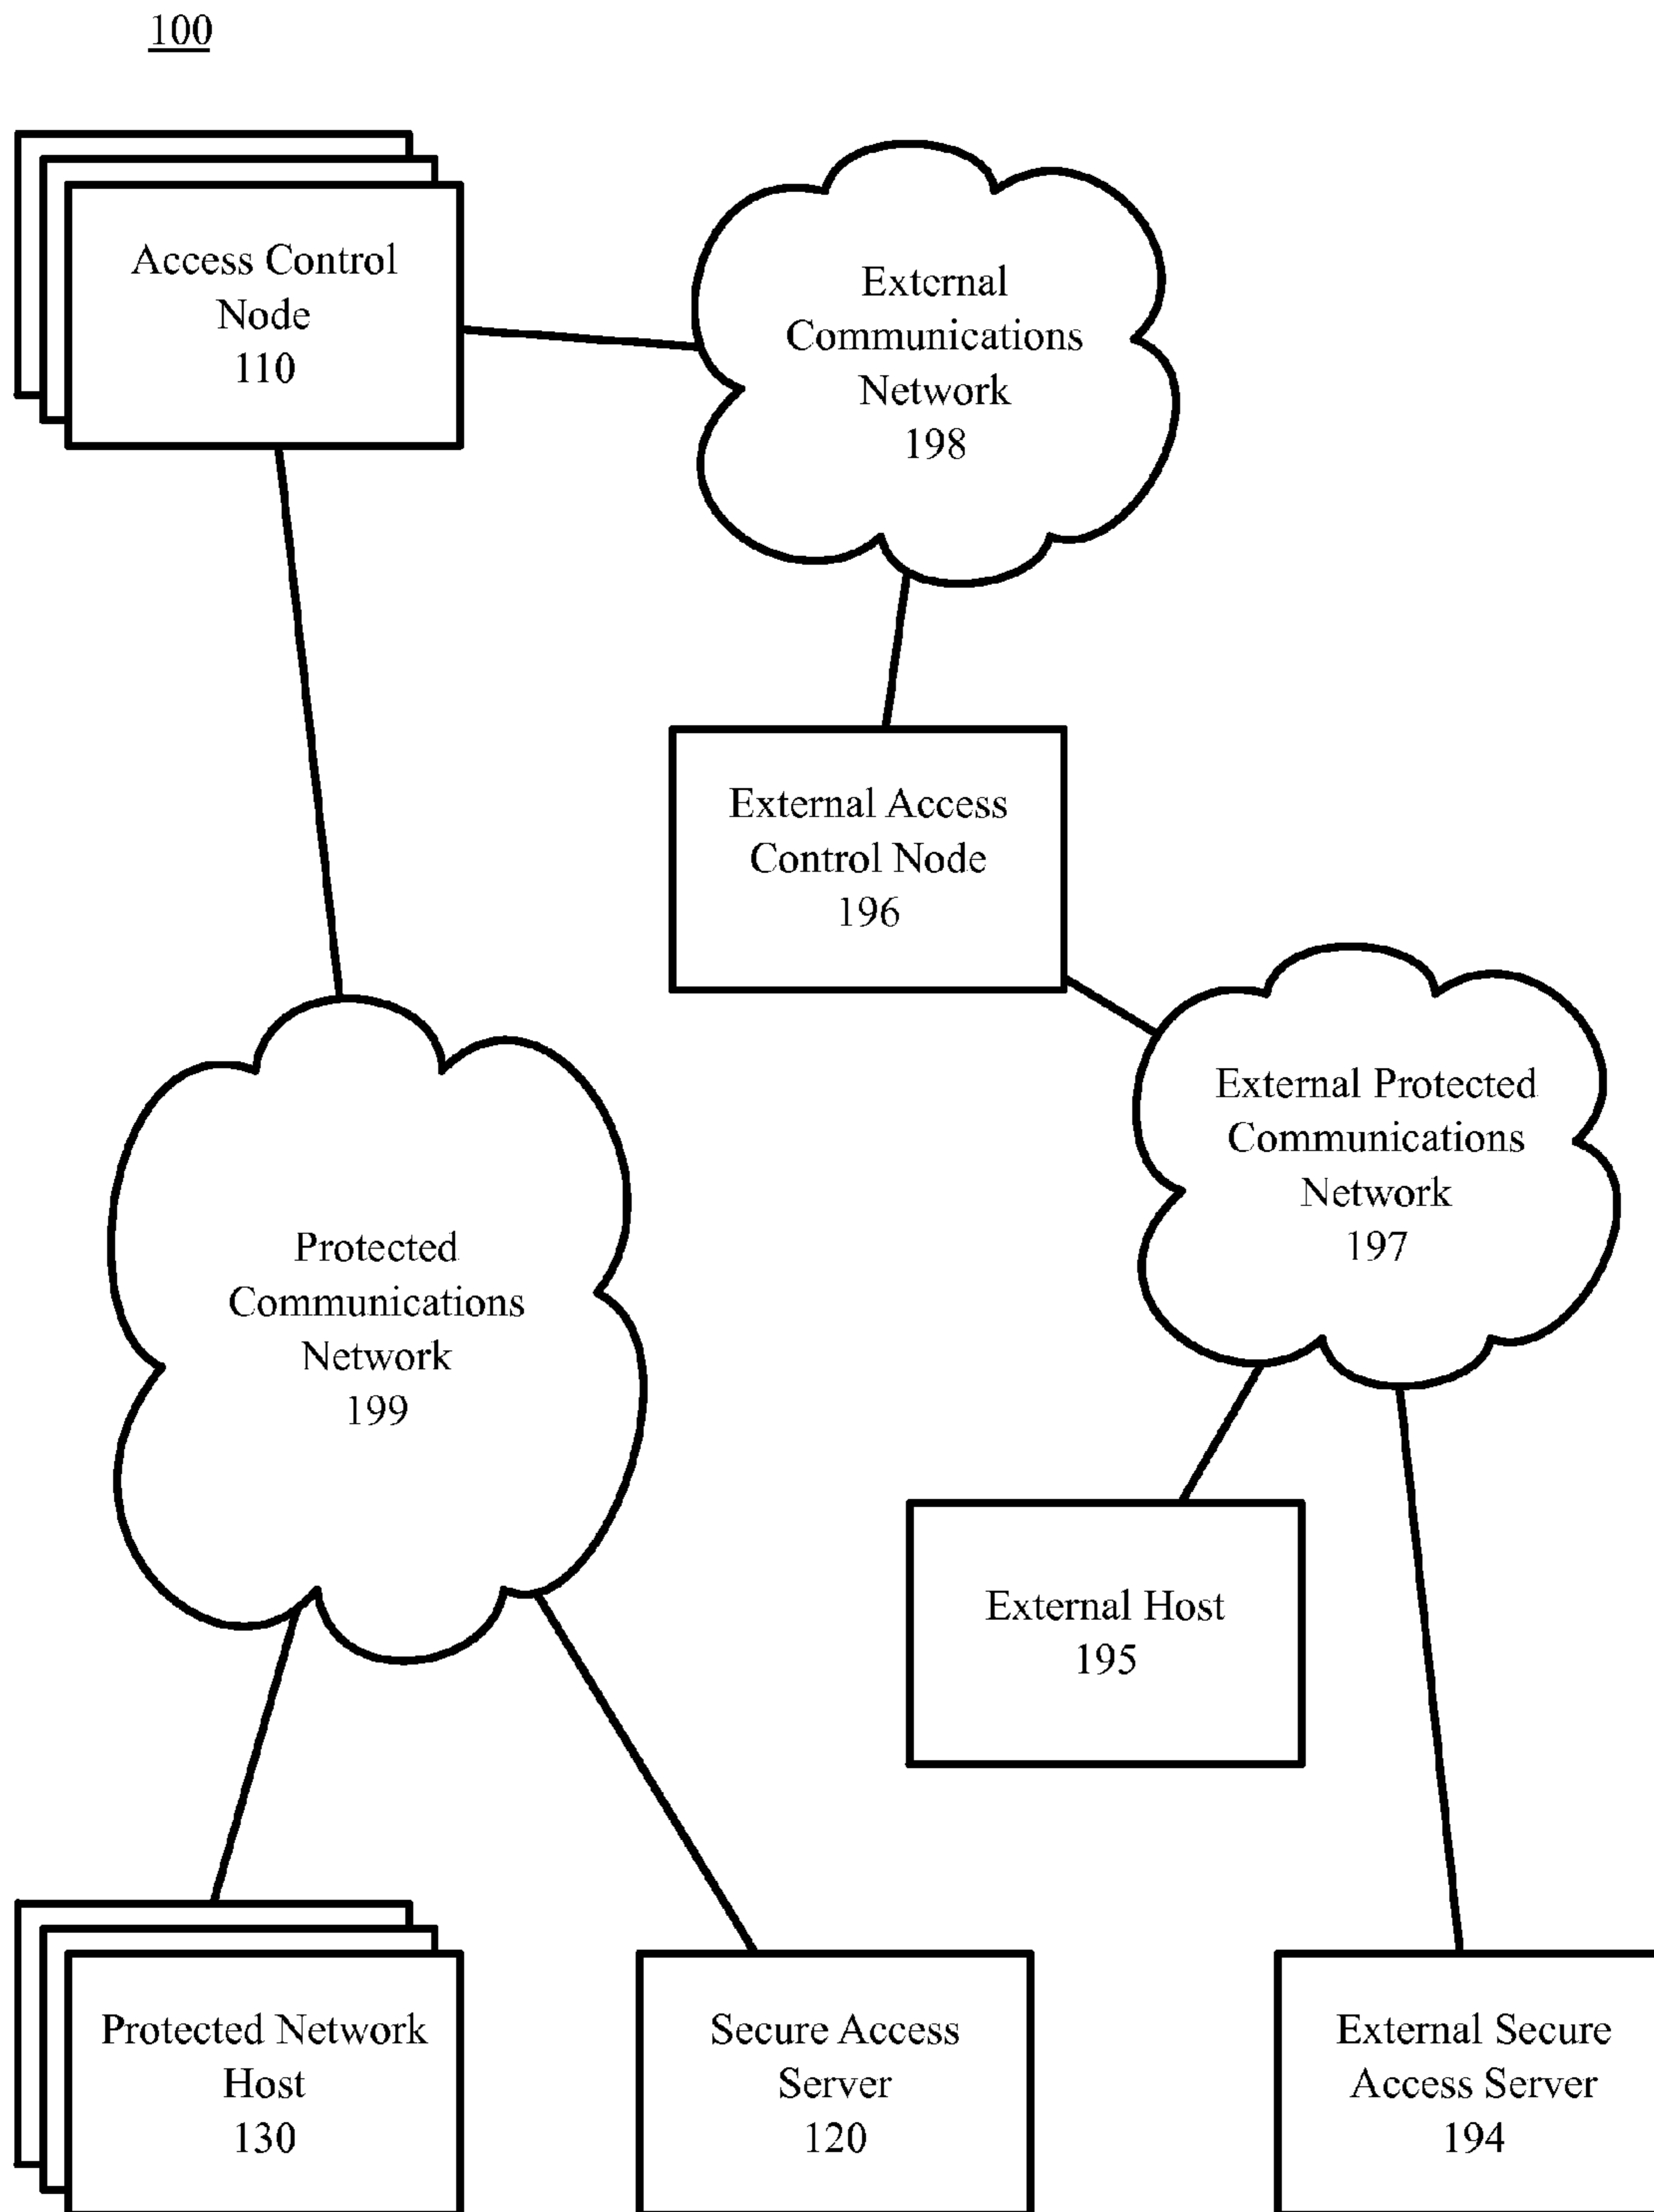 100
Access Control
Node
110
External
Communications
Network
198
External Access
Control Node
196
External Protected
Communications
Network
197
Protected
Communications
Network
199
External Host
195
Protected Network
Host
130
Secure Access
Server
120
External Secure
Access Server
194